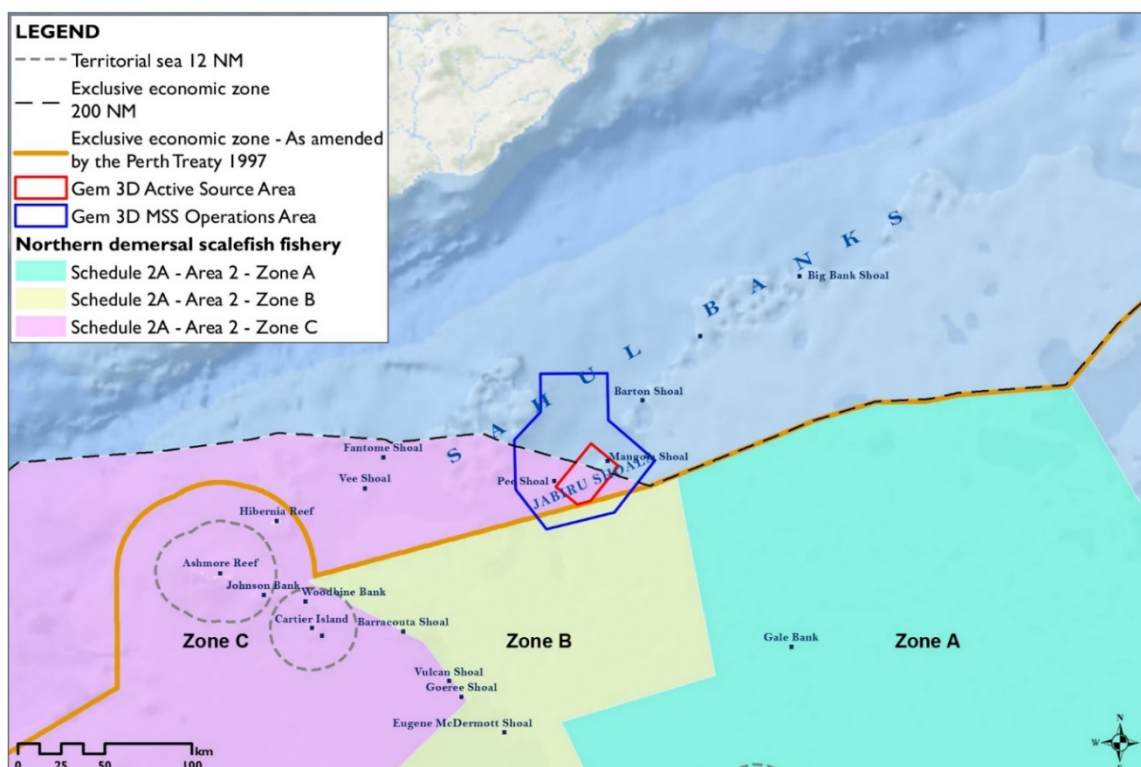 LEGEND
Territorial sea 12 NM
Exclusive economic zone
200 NM
Exclusive economic zone - As amended
by the Perth Treaty 1997
Gem 3D Active Source Area
Gem 3D MSS Operations Area
Northern demersal scalefish fishery
Schedule 2A - Area 2 - Zone A
Schedule 2A - Area 2 - Zone B
Schedule 2A - Area 2 - Zone C
SAHUL BANKS
Big Bank Shoal
Barton Shoal
Fantome Shoal
Mangola Shoal
Vee Shoal
Pee Shoal
JABIRU SHOALS
Hibernia Reef
Ashmore Reef
Johnson Bank
Woodbine Bank
Cartier Island
Barracouta Shoal
Zone C
Zone B
Zone A
Gale Bank
Vulcan Shoal
Goeree Shoal
Eugene McDermott Shoal
km
0 25 50 100
N
W
E